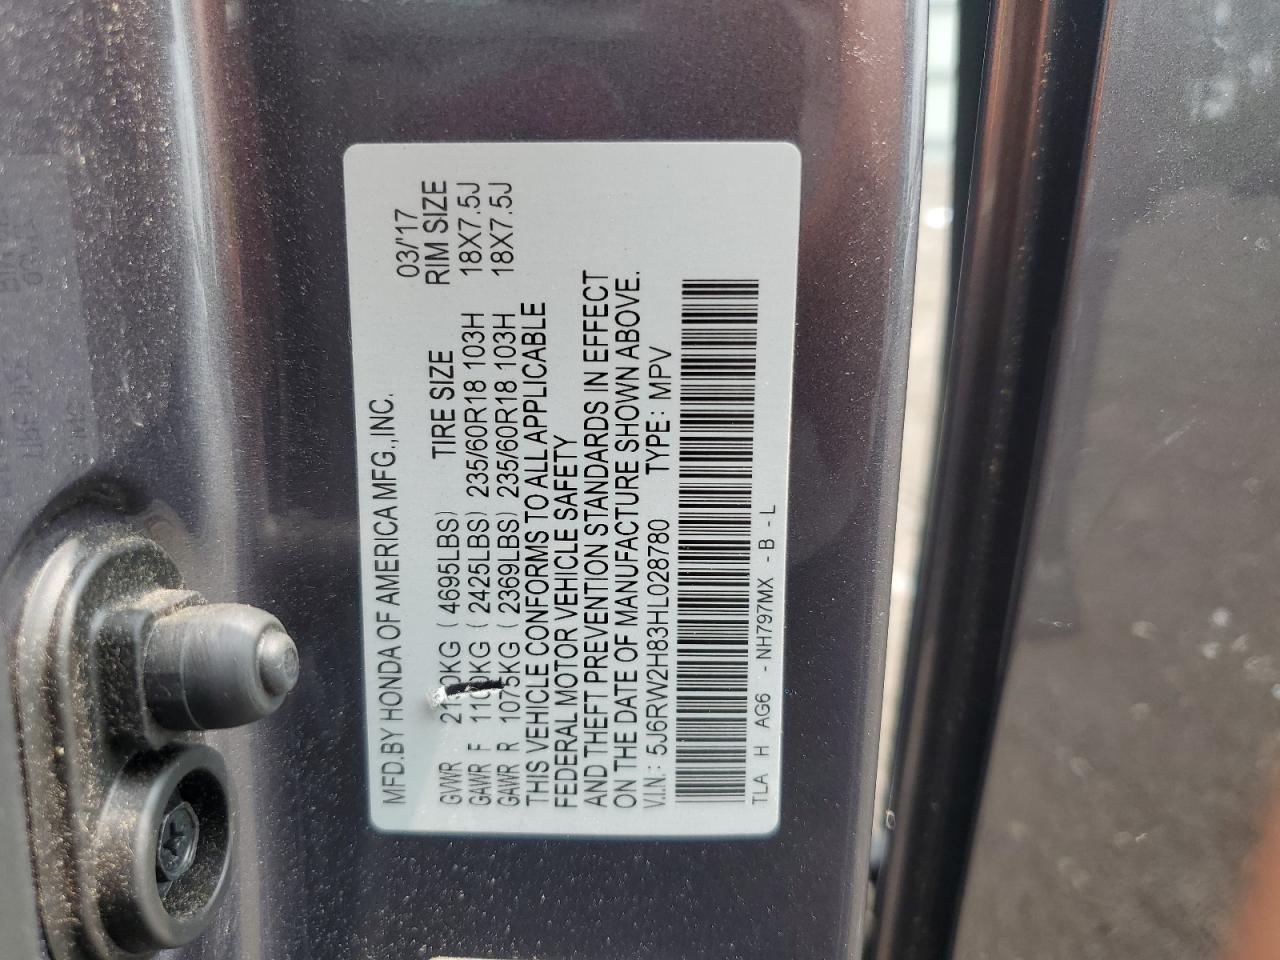 MFD.BY HONDA OF AMERICA MFG.,INC. 03/'17
TIRE SIZE RIM SIZE
GVWR KG ( 4695LBS)
GAWR F KG ( 2425LBS) 235/60R18 103H 18X7.5J
GAWR R 1075KG ( 2369LBS) 235/60R18 103H 18X7.5J
THIS VEHICLE CONFORMS TO ALL APPLICABLE
FEDERAL MOTOR VEHICLE SAFETY
AND THEFT PREVENTION STANDARDS IN EFFECT
ON THE DATE OF MANUFACTURE SHOWN ABOVE.
V.I.N.: 5J6RW2H83HL028780 TYPE: MPV
TLA H AG6 - NH797MX - B - L